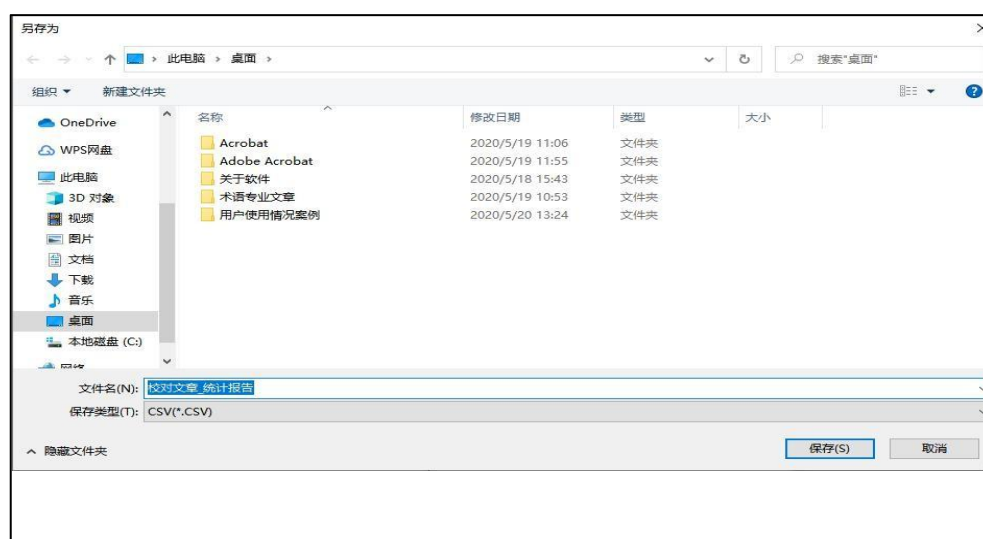 另存为
此电脑 › 桌面 ›
搜索"桌面"
组织
新建文件夹
名称 修改日期 类型 大小
OneDrive
WPS网盘
此电脑
3D 对象
视频
图片
文档
下载
音乐
桌面
本地磁盘 (C:)
Acrobat 2020/5/19 11:06 文件夹
Adobe Acrobat 2020/5/19 11:55 文件夹
关于软件 2020/5/18 15:43 文件夹
术语专业文章 2020/5/19 10:53 文件夹
用户使用情况案例 2020/5/20 13:24 文件夹
文件名(N): 校对文章_统计报告
保存类型(T): CSV(*.CSV)
隐藏文件夹
保存(S)
取消